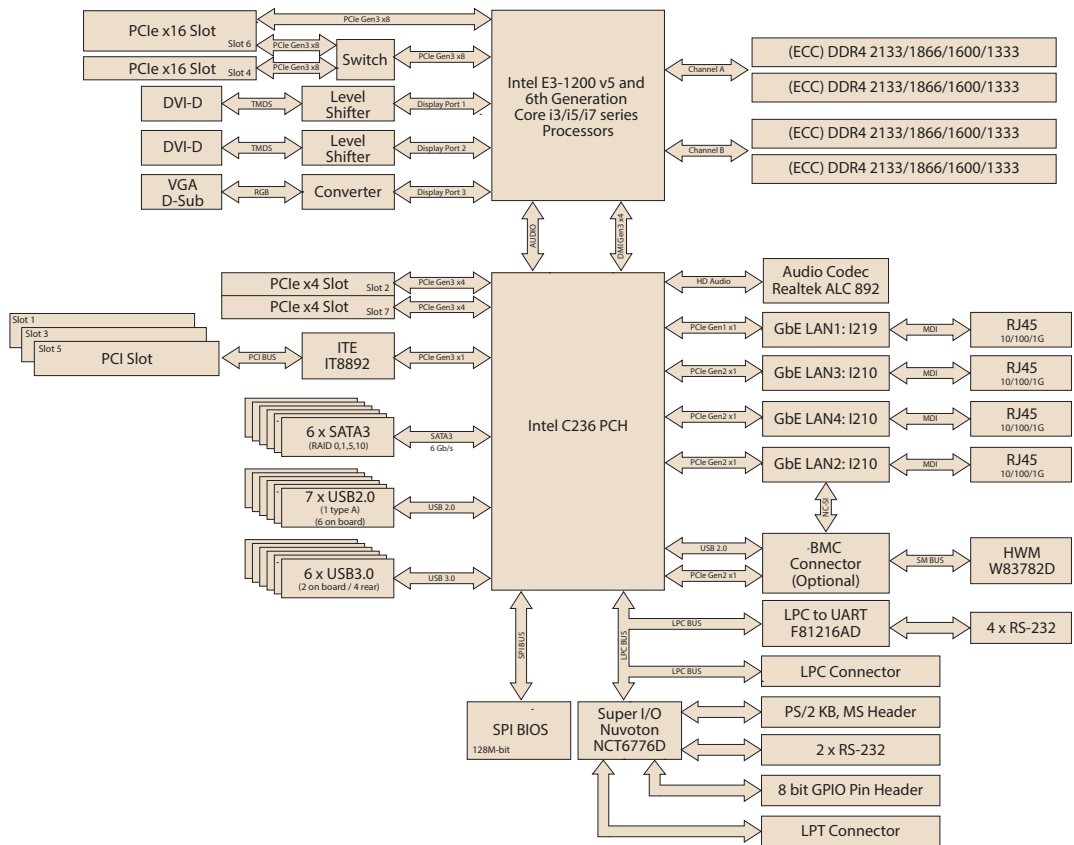 PCIe x16 Slot
Slot 6
PCIe Gen3 x8
PCIe Gen3 x8
PCIe x16 Slot
Slot 4
PCIe Gen3 x8
Switch
PCIe Gen3 x8
DVI-D
TMDS
Level
Shifter
Display Port 1
DVI-D
TMDS
Level
Shifter
Display Port 2
VGA
D-Sub
RGB
Converter
Display Port 3
Intel E3-1200 v5 and
6th Generation
Core i3/i5/i7 series
Processors
Channel A
(ECC) DDR4 2133/1866/1600/1333
(ECC) DDR4 2133/1866/1600/1333
Channel B
(ECC) DDR4 2133/1866/1600/1333
(ECC) DDR4 2133/1866/1600/1333
AUDIO
DMI Gen3 x4
PCIe x4 Slot
Slot 2
PCIe Gen3 x4
PCIe x4 Slot
Slot 7
PCIe Gen3 x4
Slot 1
Slot 3
Slot 5
PCI Slot
PCI BUS
ITE
IT8892
PCIe Gen3 x1
6 x SATA3
(RAID 0,1,5,10)
SATA3
6 Gb/s
7 x USB2.0
(1 type A)
(6 on board)
USB 2.0
6 x USB3.0
(2 on board / 4 rear)
USB 3.0
Intel C236 PCH
HD Audio
Audio Codec
Realtek ALC 892
PCIe Gen1 x1
GbE LAN1: I219
MDI
RJ45
10/100/1G
PCIe Gen2 x1
GbE LAN3: I210
MDI
RJ45
10/100/1G
PCIe Gen2 x1
GbE LAN4: I210
MDI
RJ45
10/100/1G
PCIe Gen2 x1
GbE LAN2: I210
MDI
RJ45
10/100/1G
NC-SI
USB 2.0
PCIe Gen2 x1
-BMC
Connector
(Optional)
SM BUS
HWM
W83782D
LPC BUS
LPC to UART
F81216AD
4 x RS-232
LPC BUS
LPC Connector
SPI BUS
LPC BUS
SPI BIOS
128M-bit
Super I/O
Nuvoton
NCT6776D
PS/2 KB, MS Header
2 x RS-232
8 bit GPIO Pin Header
LPT Connector